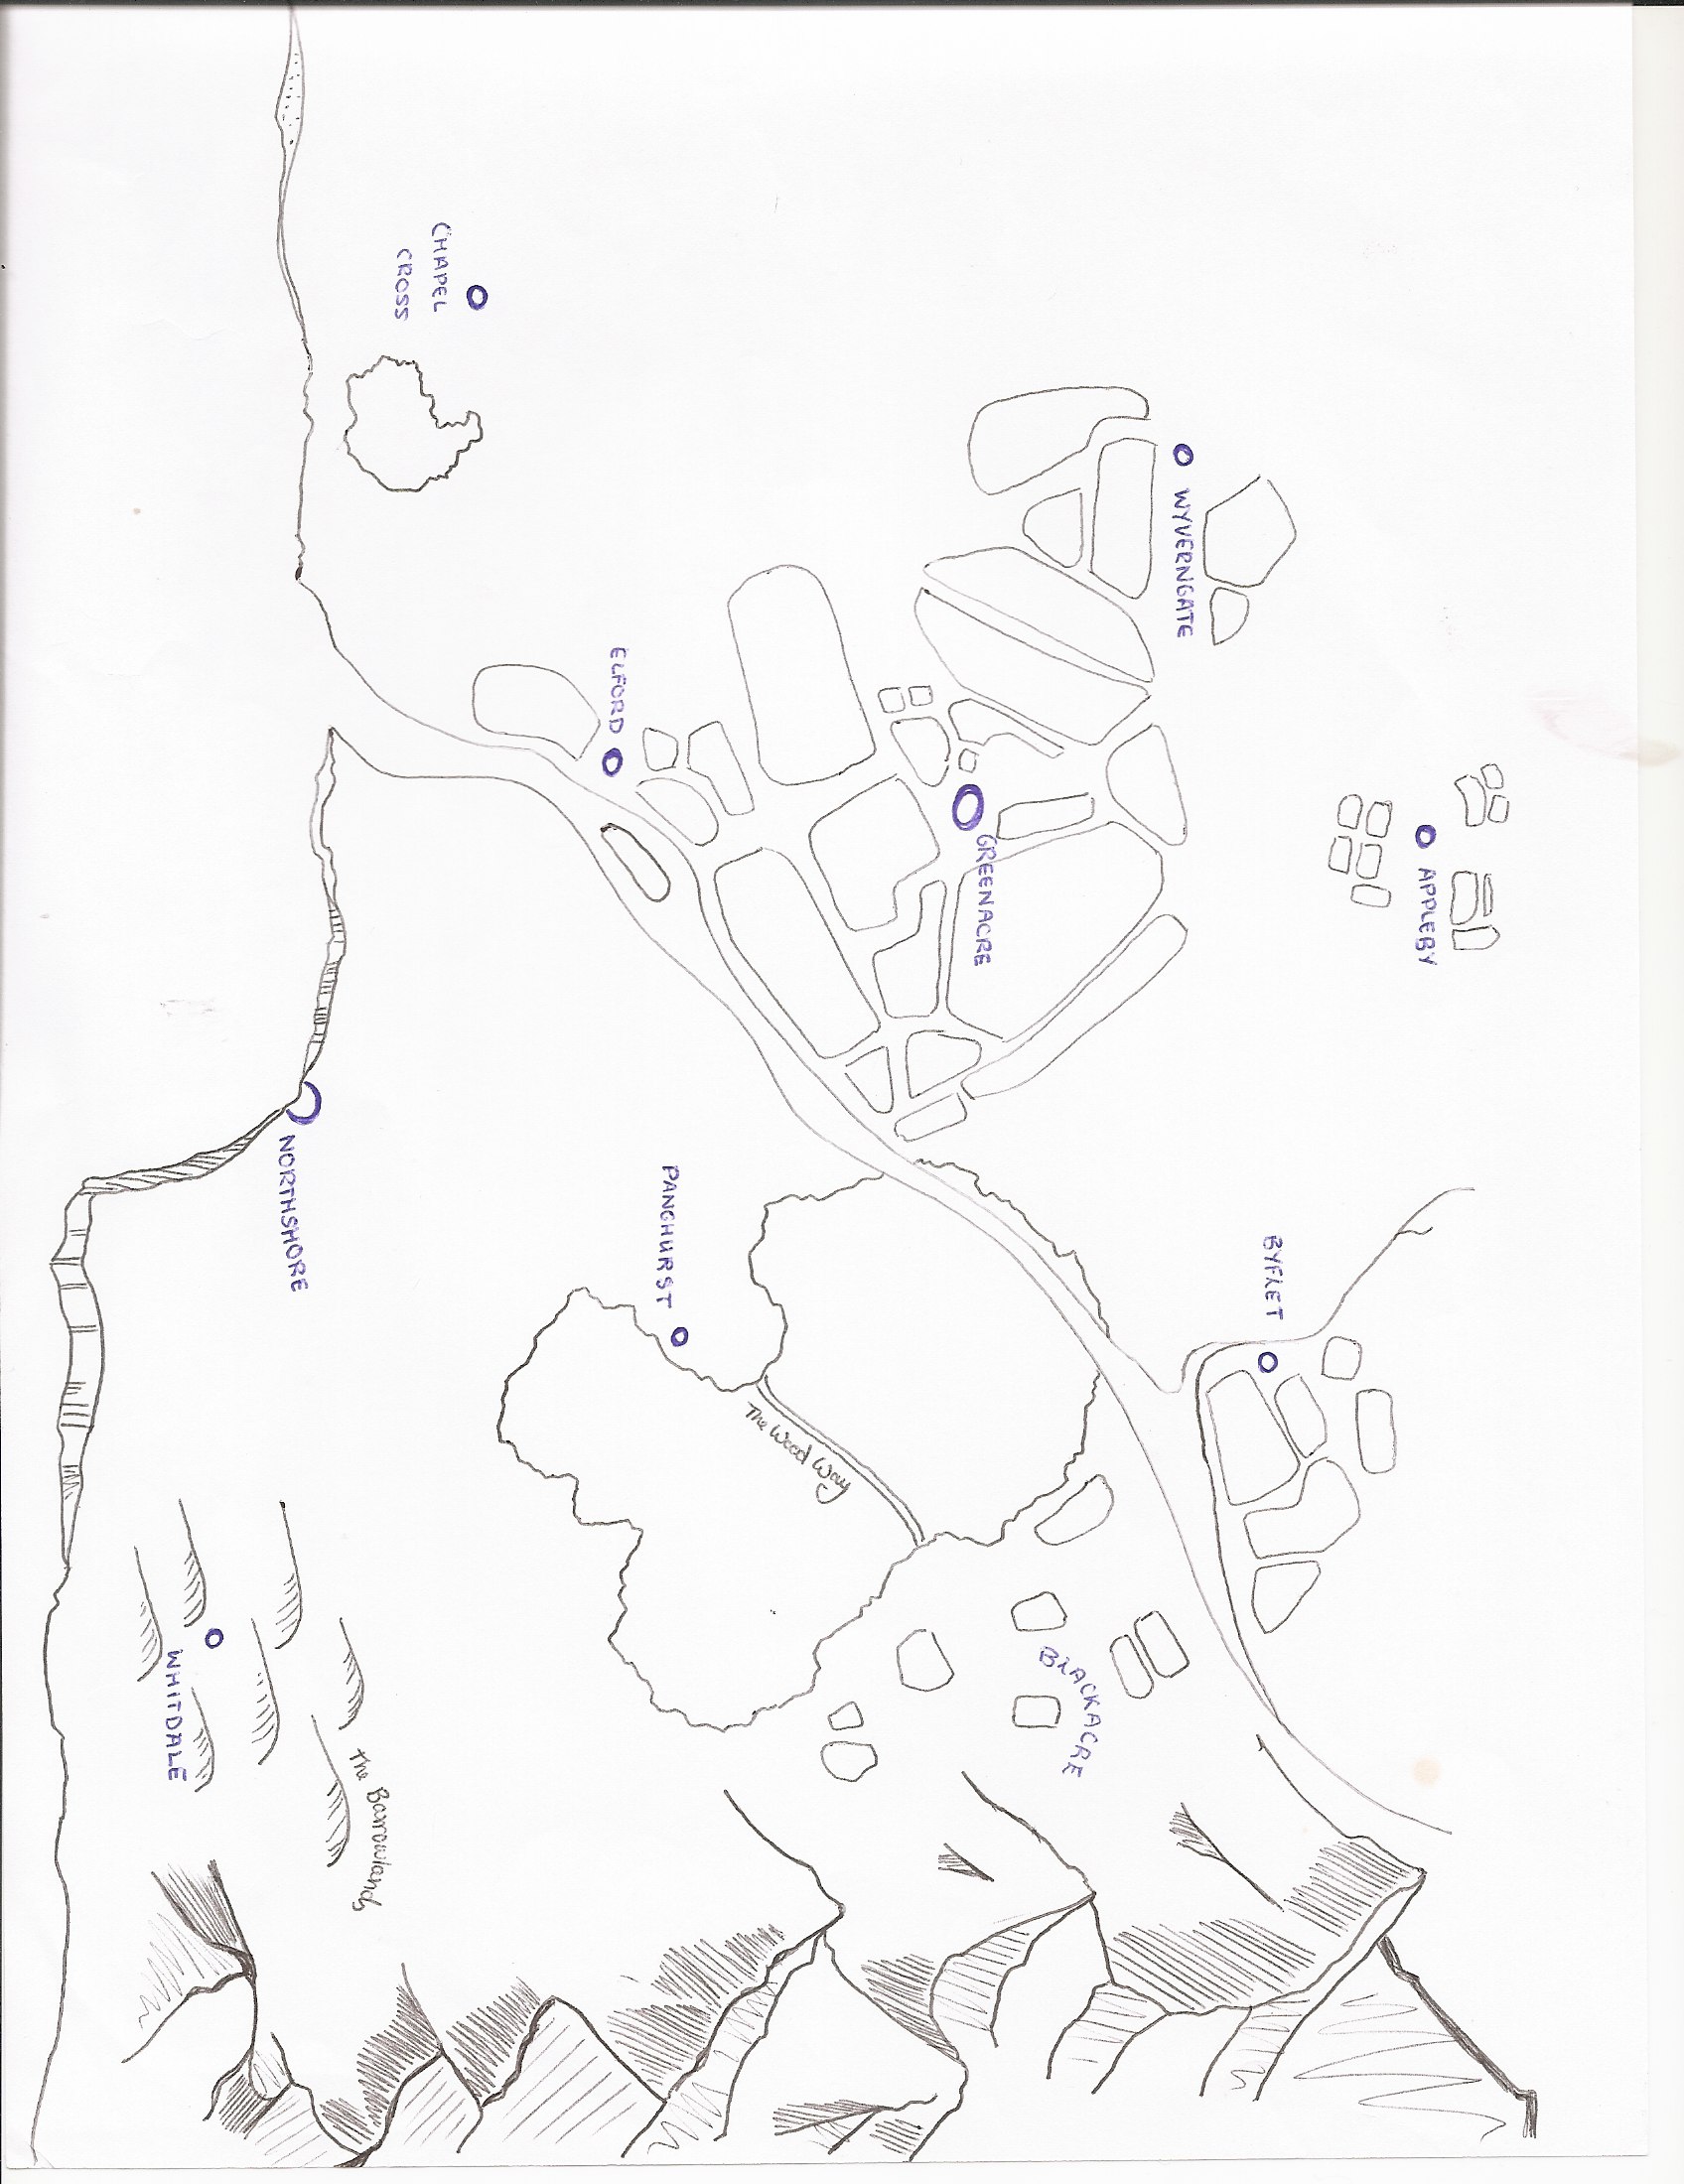 APPLEBY
BYFLET
WYVERNGATE
BLACKACRE
GREENACRE
The Wood Way
PANGHURST
ELFORD
CHAPEL
CROSS
The Barrowlands
NORTHSHORE
WHITDALE